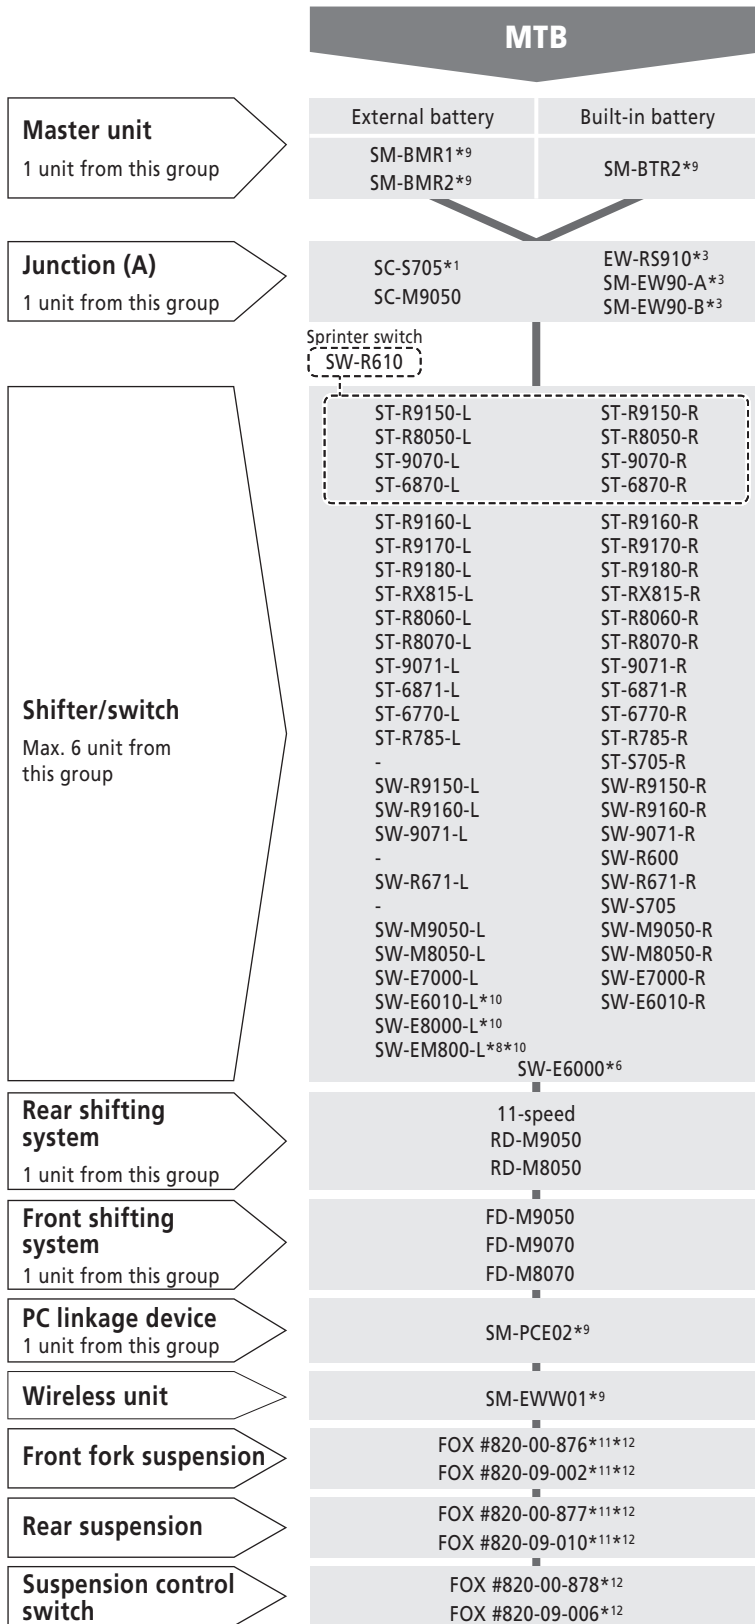 MTB
Master unit
1 unit from this group
External battery Built-in battery
SM-BMR1*9
SM-BMR2*9
SM-BTR2*9
Junction (A)
1 unit from this group
SC-S705*1
SC-M9050
EW-RS910*3
SM-EW90-A*3
SM-EW90-B*3
Sprinter switch
SW-R610
Shifter/switch
Max. 6 unit from
this group
ST-R9150-L ST-R9150-R
ST-R8050-L ST-R8050-R
ST-9070-L ST-9070-R
ST-6870-L ST-6870-R
ST-R9160-L ST-R9160-R
ST-R9170-L ST-R9170-R
ST-R9180-L ST-R9180-R
ST-RX815-L ST-RX815-R
ST-R8060-L ST-R8060-R
ST-R8070-L ST-R8070-R
ST-9071-L ST-9071-R
ST-6871-L ST-6871-R
ST-6770-L ST-6770-R
ST-R785-L ST-R785-R
- ST-S705-R
SW-R9150-L SW-R9150-R
SW-R9160-L SW-R9160-R
SW-9071-L SW-9071-R
- SW-R600
SW-R671-L SW-R671-R
- SW-S705
SW-M9050-L SW-M9050-R
SW-M8050-L SW-M8050-R
SW-E7000-L SW-E7000-R
SW-E6010-L*10 SW-E6010-R
SW-E8000-L*10
SW-EM800-L*8*10
SW-E6000*6
Rear shifting
system
1 unit from this group
11-speed
RD-M9050
RD-M8050
Front shifting
system
1 unit from this group
FD-M9050
FD-M9070
FD-M8070
PC linkage device
1 unit from this group
SM-PCE02*9
Wireless unit
SM-EWW01*9
Front fork suspension
FOX #820-00-876*11*12
FOX #820-09-002*11*12
Rear suspension
FOX #820-00-877*11*12
FOX #820-09-010*11*12
Suspension control
switch
FOX #820-00-878*12
FOX #820-09-006*12